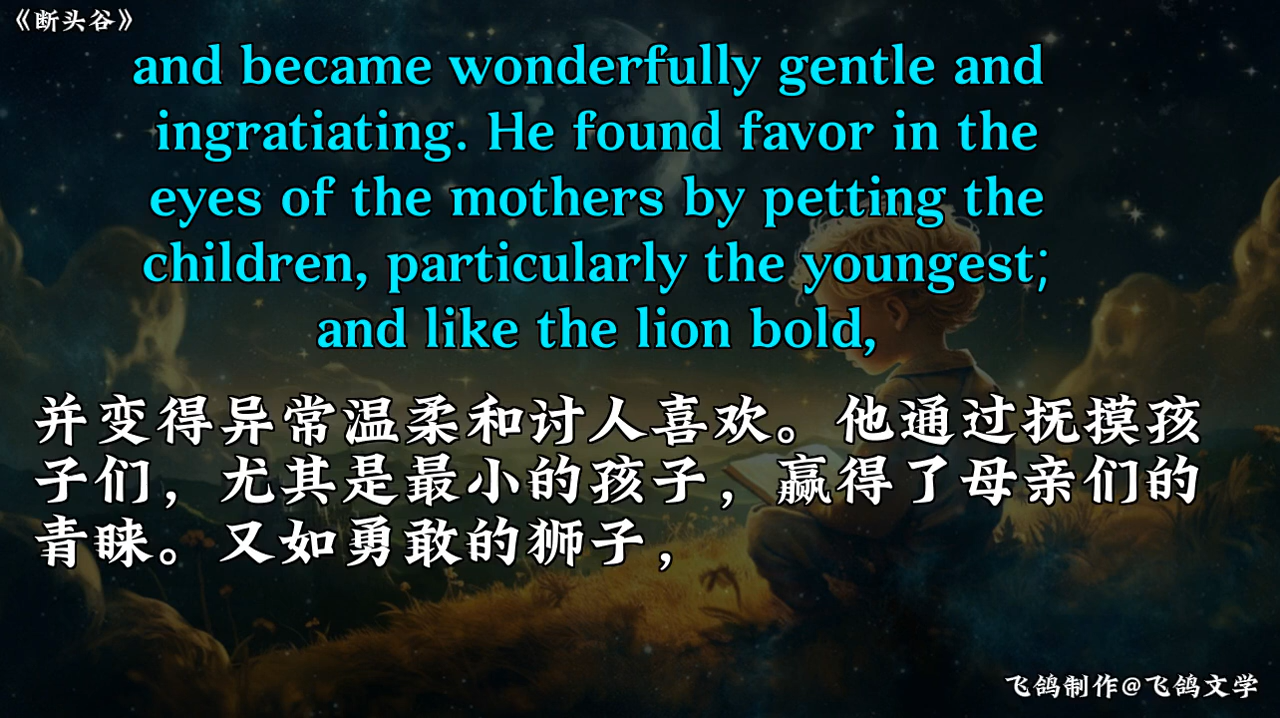 《断头谷》
and became wonderfully gentle and
ingratiating. He found favor in the
eyes of the mothers by petting the
children, particularly the youngest;
and like the lion bold,
并变得异常温柔和讨人喜欢。他通过抚摸孩
子们，尤其是最小的孩子，赢得了母亲们的
青睐。又如勇敢的狮子，
飞鸽制作@飞鸽文学